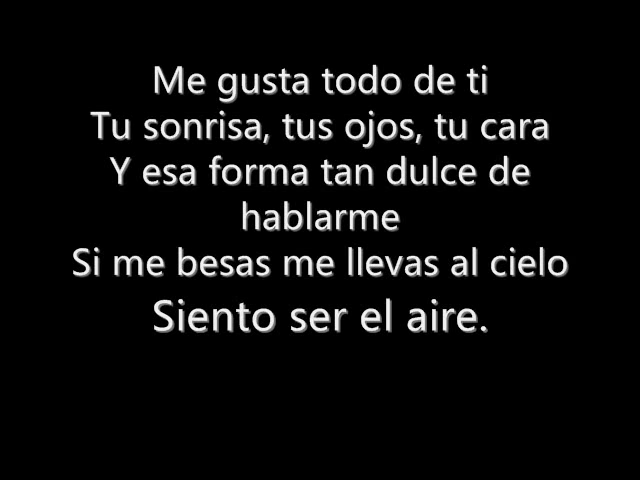 Me gusta todo de ti
Tu sonrisa, tus ojos, tu cara
Y esa forma tan dulce de
hablarme
Si me besas me llevas al cielo
Siento ser el aire.